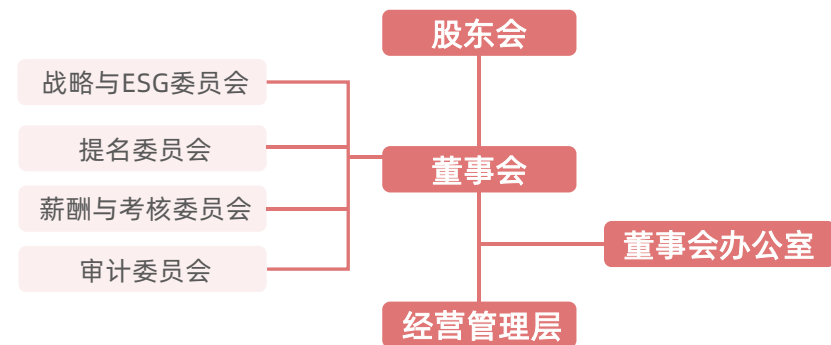 股东会
战略与ESG委员会
提名委员会
董事会
薪酬与考核委员会
董事会办公室
审计委员会
经营管理层